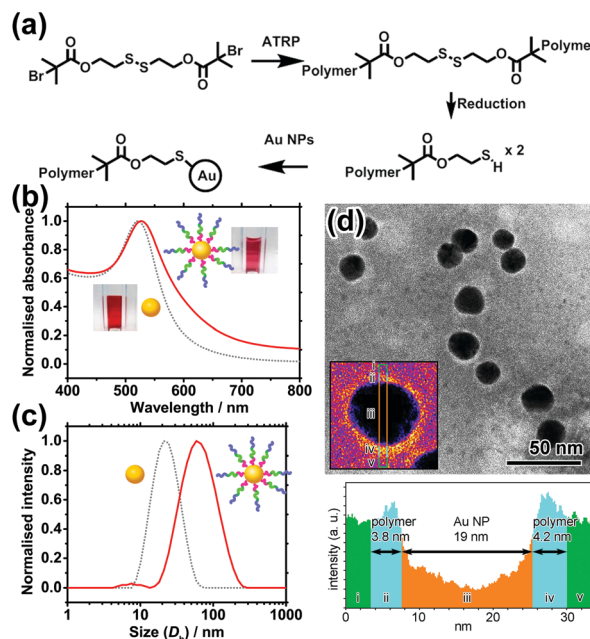 (a)
Br
O
O
S
S
O
O
Br
ATRP
Polymer
O
O
S
S
O
O
Polymer
Reduction
Polymer
O
O
S
H
x 2
Au NPs
Polymer
O
O
S
Au
(b)
Normalised absorbance
1.0
0.8
0.6
0.4
0.2
0.0
400 500 600 700 800
Wavelength / nm
(c)
Normalised intensity
1.0
0.8
0.6
0.4
0.2
0.0
1 10 100 1000
Size (Dh) / nm
(d)
i
ii
iii
iv
v
50 nm
intensity (a. u.)
polymer
3.8 nm
Au NP
19 nm
polymer
4.2 nm
i ii iii iv v
0 10 20 30
nm